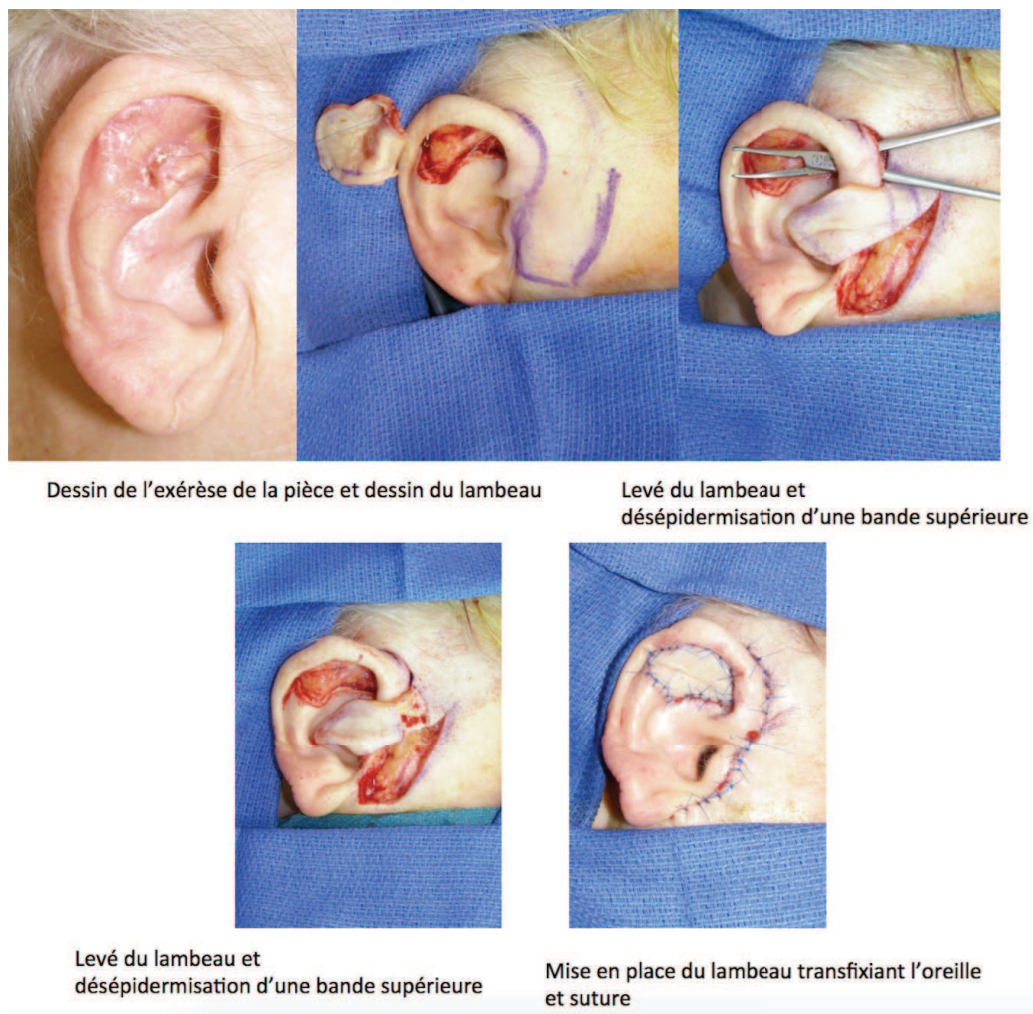 Dessin de l'exérèse de la pièce et dessin du lambeau
Levé du lambeau et
désépidermisation d'une bande supérieure
Levé du lambeau et
désépidermisation d'une bande supérieure
Mise en place du lambeau transfixiant l'oreille
et suture